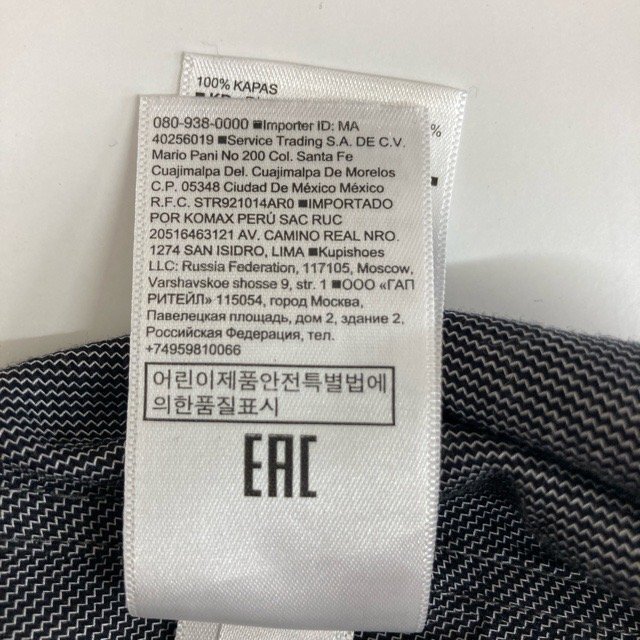 100% KAPAS
%
080-938-0000 ■Importer ID: MA
40256019 ■Service Trading S.A. DE C.V.
Mario Pani No 200 Col. Santa Fe
Cuajimalpa Del. Cuajimalpa De Morelos
C.P. 05348 Ciudad De México México
R.F.C. STR921014AR0 ■IMPORTADO
POR KOMAX PERÚ SAC RUC
20516463121 AV. CAMINO REAL NRO.
1274 SAN ISIDRO, LIMA ■Kupishoes
LLC: Russia Federation, 117105, Moscow,
Varshavskoe shosse 9, str. 1 ■ООО «ГАП
РИТЕЙЛ» 115054, город Москва,
Павелецкая площадь, дом 2, здание 2,
Российская Федерация, тел.
+74959810066
어린이제품안전특별법에
의한품질표시
EAC